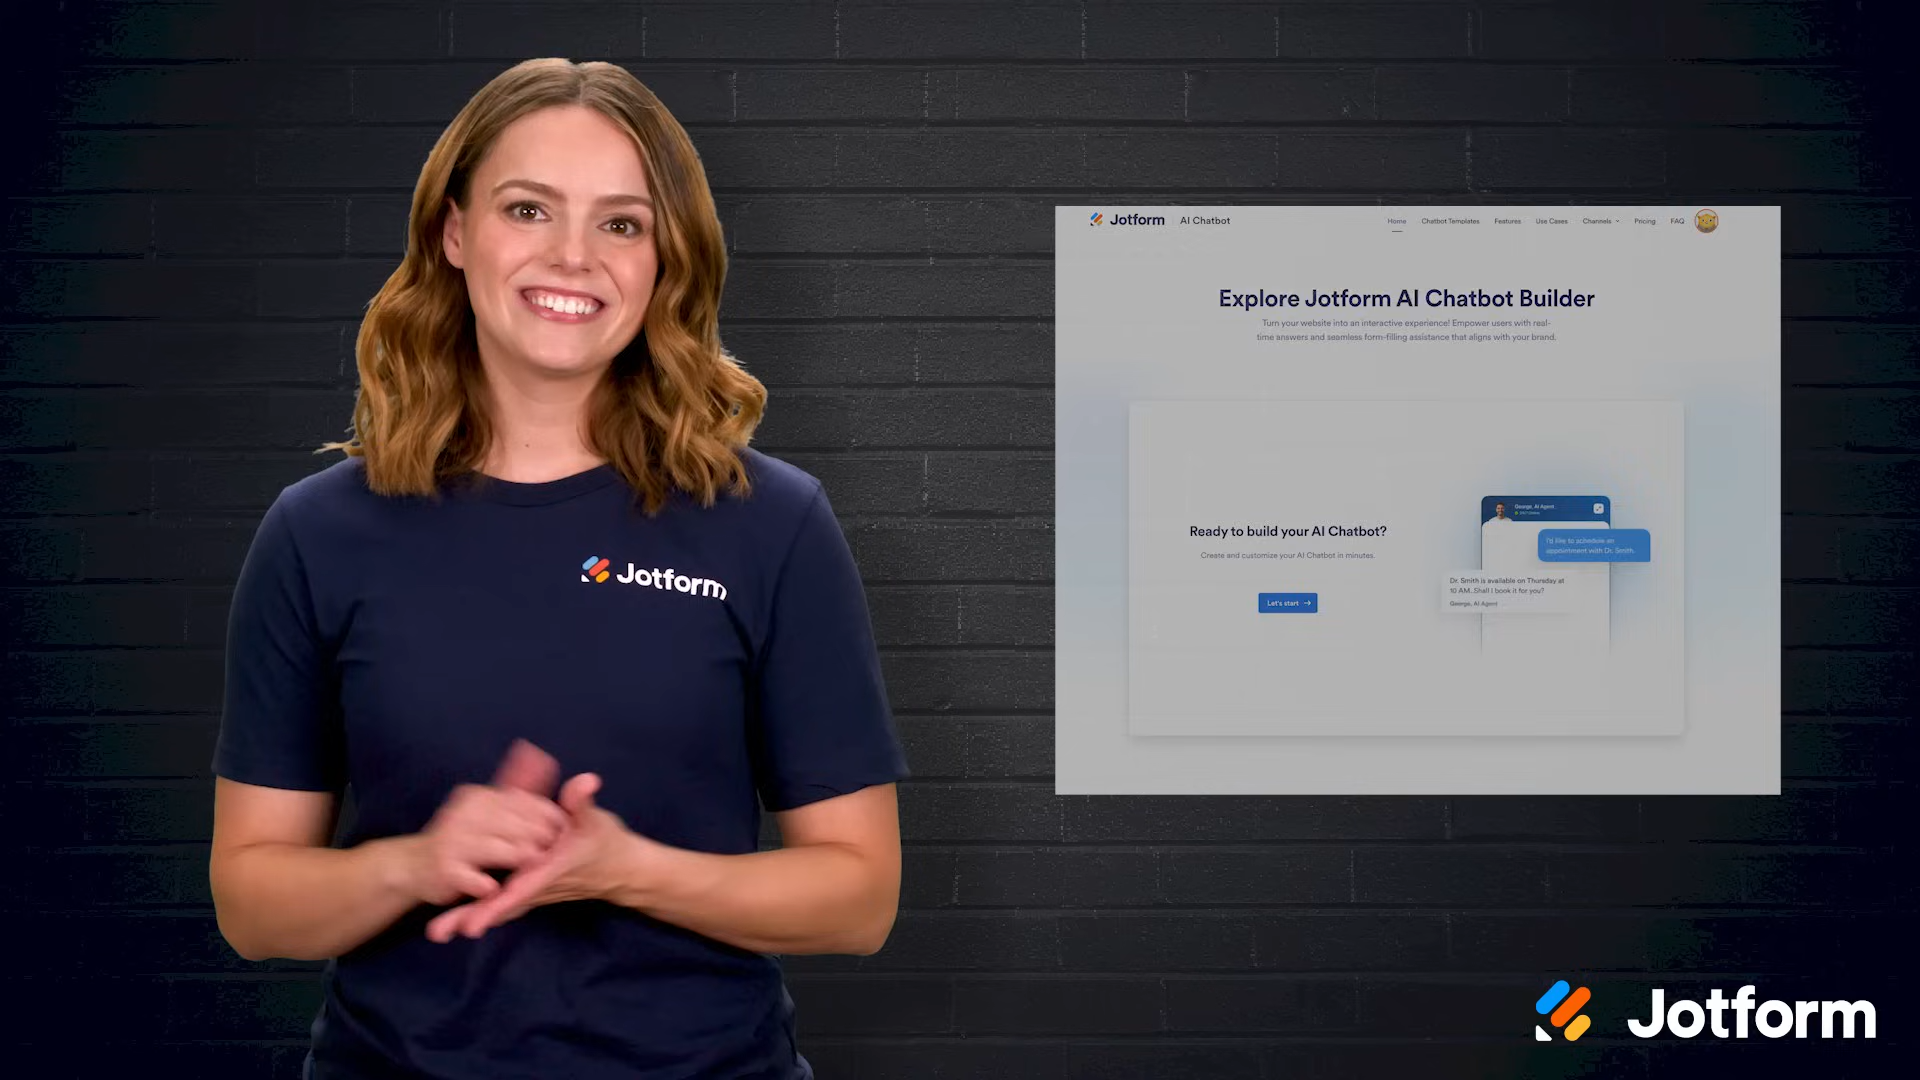 Jotform
Jotform AI Chatbot
Home Chatbot Templates Features Use Cases Channels Pricing FAQ
Explore Jotform AI Chatbot Builder
Turn your website into an interactive experience! Empower users with real-
time answers and seamless form-filling assistance that aligns with your brand.
Ready to build your AI Chatbot?
Create and customize your AI Chatbot in minutes.
Let's start
George, AI Agent
I'd like to schedule an
appointment with Dr. Smith.
Dr. Smith is available on Thursday at
10 AM. Shall I book it for you?
George, AI Agent
Jotform